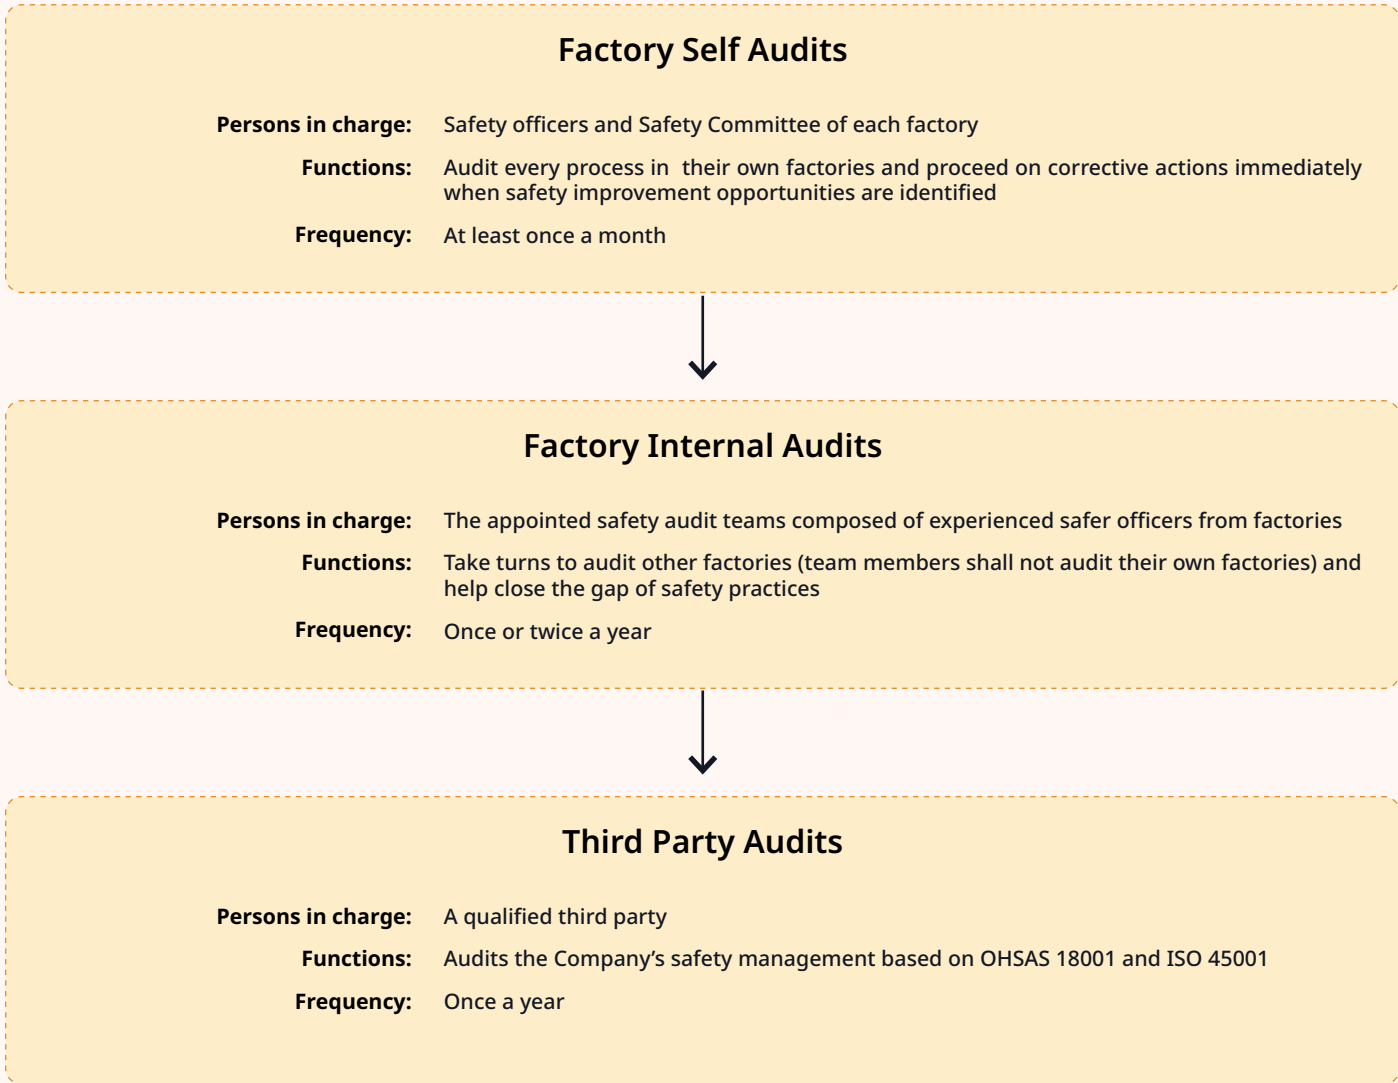 Factory Self Audits
Persons in charge: Safety officers and Safety Committee of each factory
Functions: Audit every process in  their own factories and proceed on corrective actions immediately
when safety improvement opportunities are identified
Frequency: At least once a month
Factory Internal Audits
Persons in charge: The appointed safety audit teams composed of experienced safer officers from factories
Functions: Take turns to audit other factories (team members shall not audit their own factories) and
help close the gap of safety practices
Frequency: Once or twice a year
Third Party Audits
Persons in charge: A qualified third party
Functions: Audits the Company’s safety management based on OHSAS 18001 and ISO 45001
Frequency: Once a year